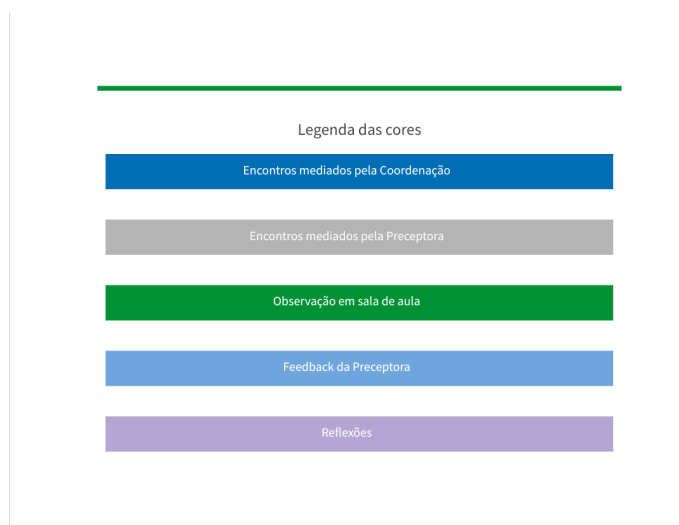 Legenda das cores
Encontros mediados pela Coordenação
Encontros mediados pela Preceptora
Observação em sala de aula
Feedback da Preceptora
Reflexões